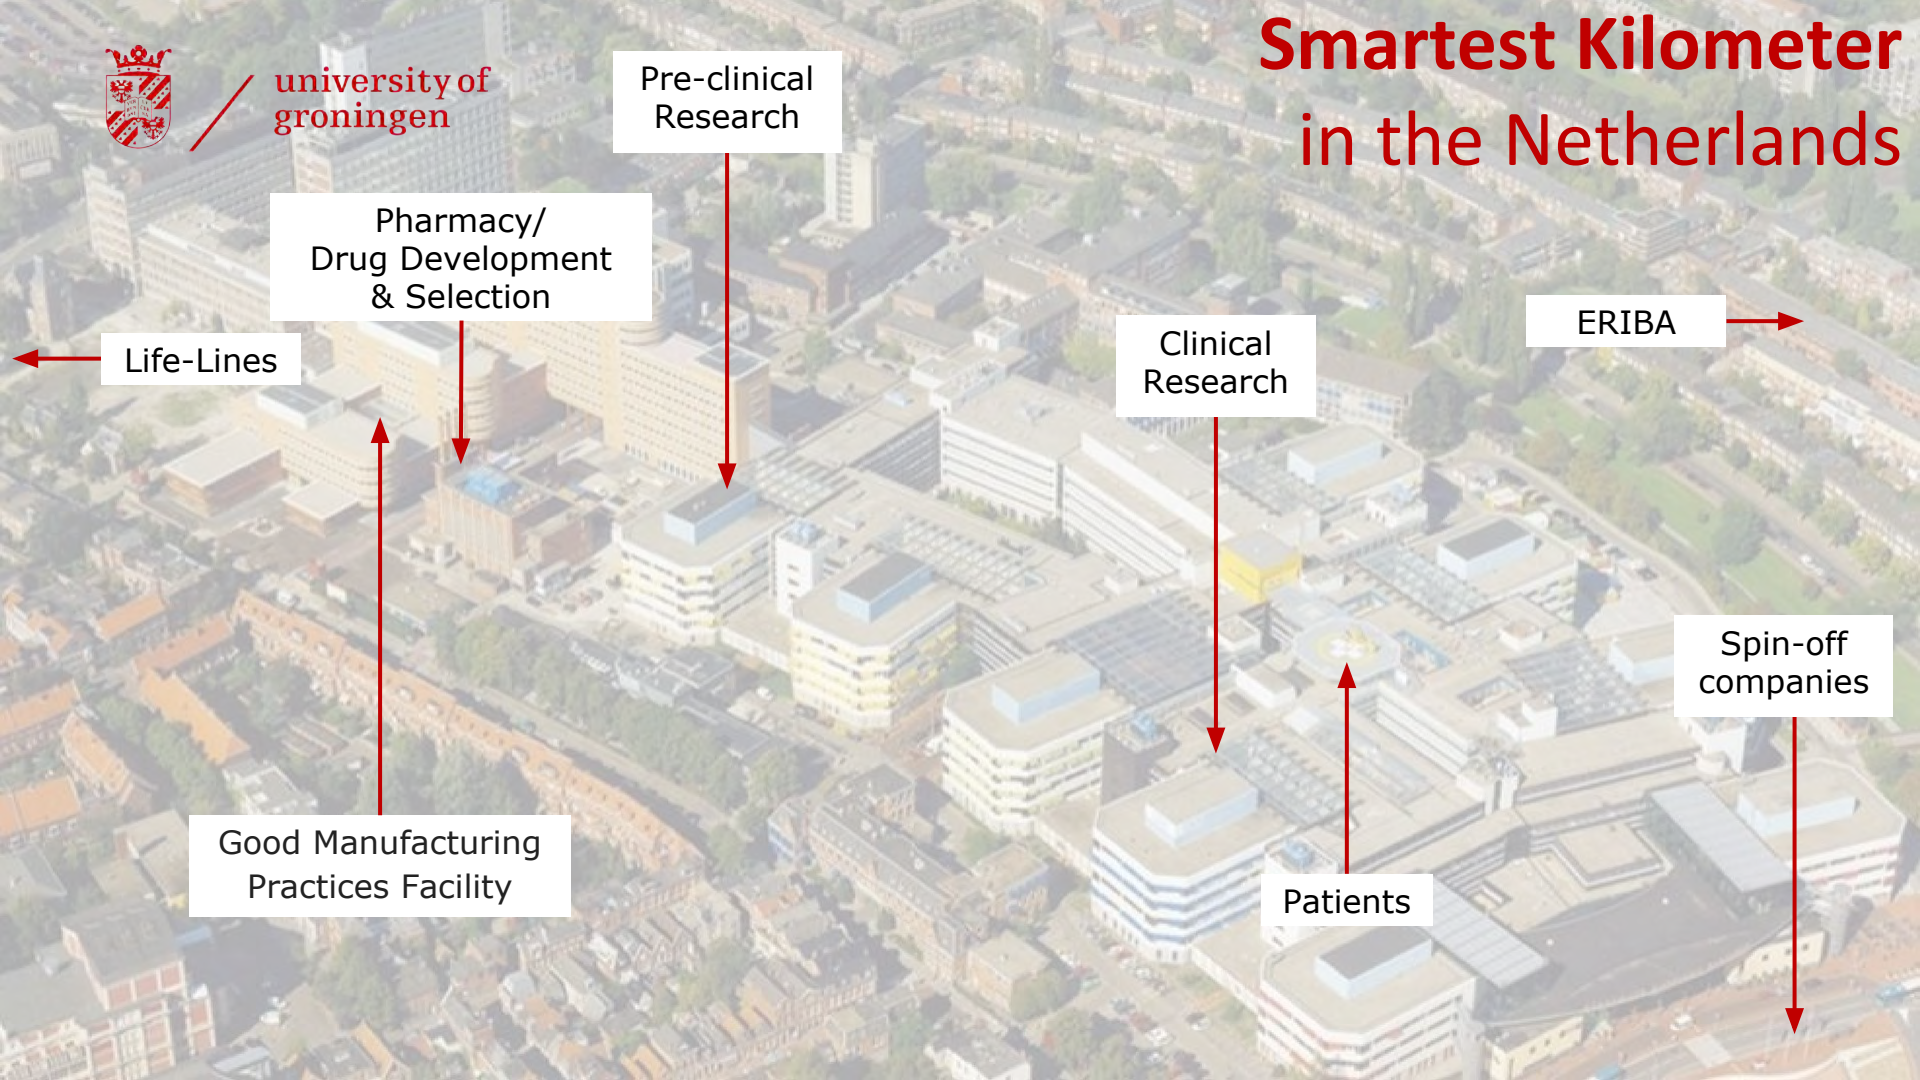 Smartest Kilometer
in the Netherlands
university of
groningen
Pre-clinical
Research
Pharmacy/
Drug Development
& Selection
Life-Lines
ERIBA
Clinical
Research
Spin-off
companies
Good Manufacturing
Practices Facility
Patients